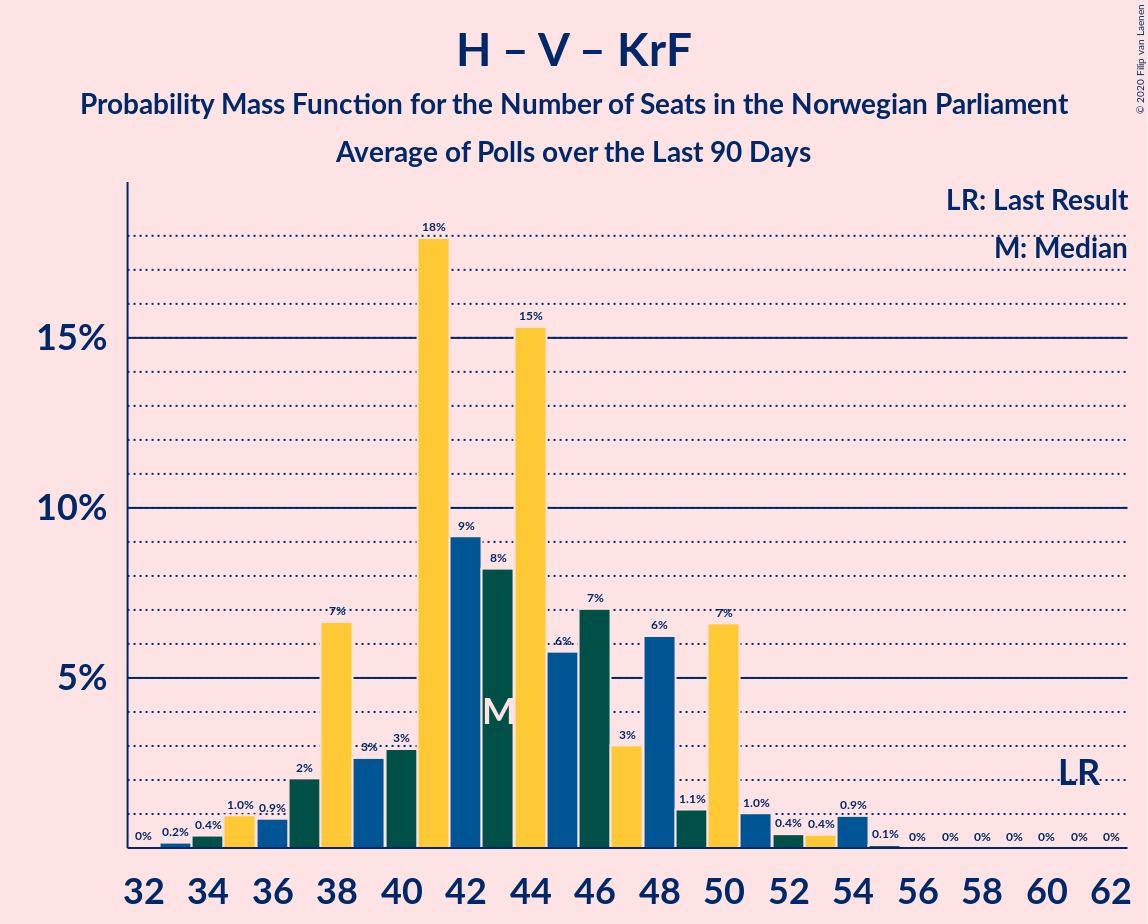 H – V – KrF
Probability Mass Function for the Number of Seats in the Norwegian Parliament
Average of Polls over the Last 90 Days
© 2020 Filip van Laenen
LR: Last Result
M: Median
15%
10%
5%
0% 0.2% 0.4% 1.0% 0.9% 2% 7% 3% 3% 18% 9% 8% 15% 6% 7% 3% 6% 1.1% 7% 1.0% 0.4% 0.4% 0.9% 0.1% 0% 0% 0% 0% 0% 0% 0%
M
LR
32 34 36 38 40 42 44 46 48 50 52 54 56 58 60 62